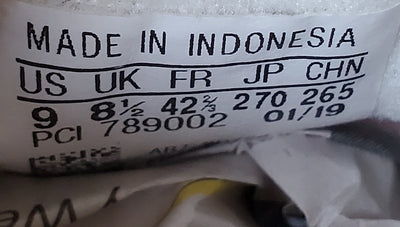 MADE IN INDONESIA
US UK FR JP CHN
9 8½ 42⅔ 270 265
PCI 789002 01/19